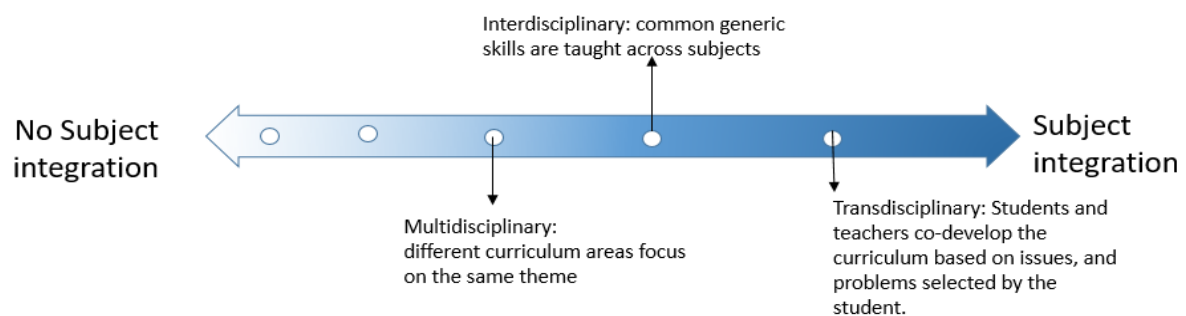 Interdisciplinary: common generic
skills are taught across subjects
No Subject
integration
Subject
integration
Multidisciplinary:
different curriculum areas focus
on the same theme
Transdisciplinary: Students and
teachers co-develop the
curriculum based on issues, and
problems selected by the
student.